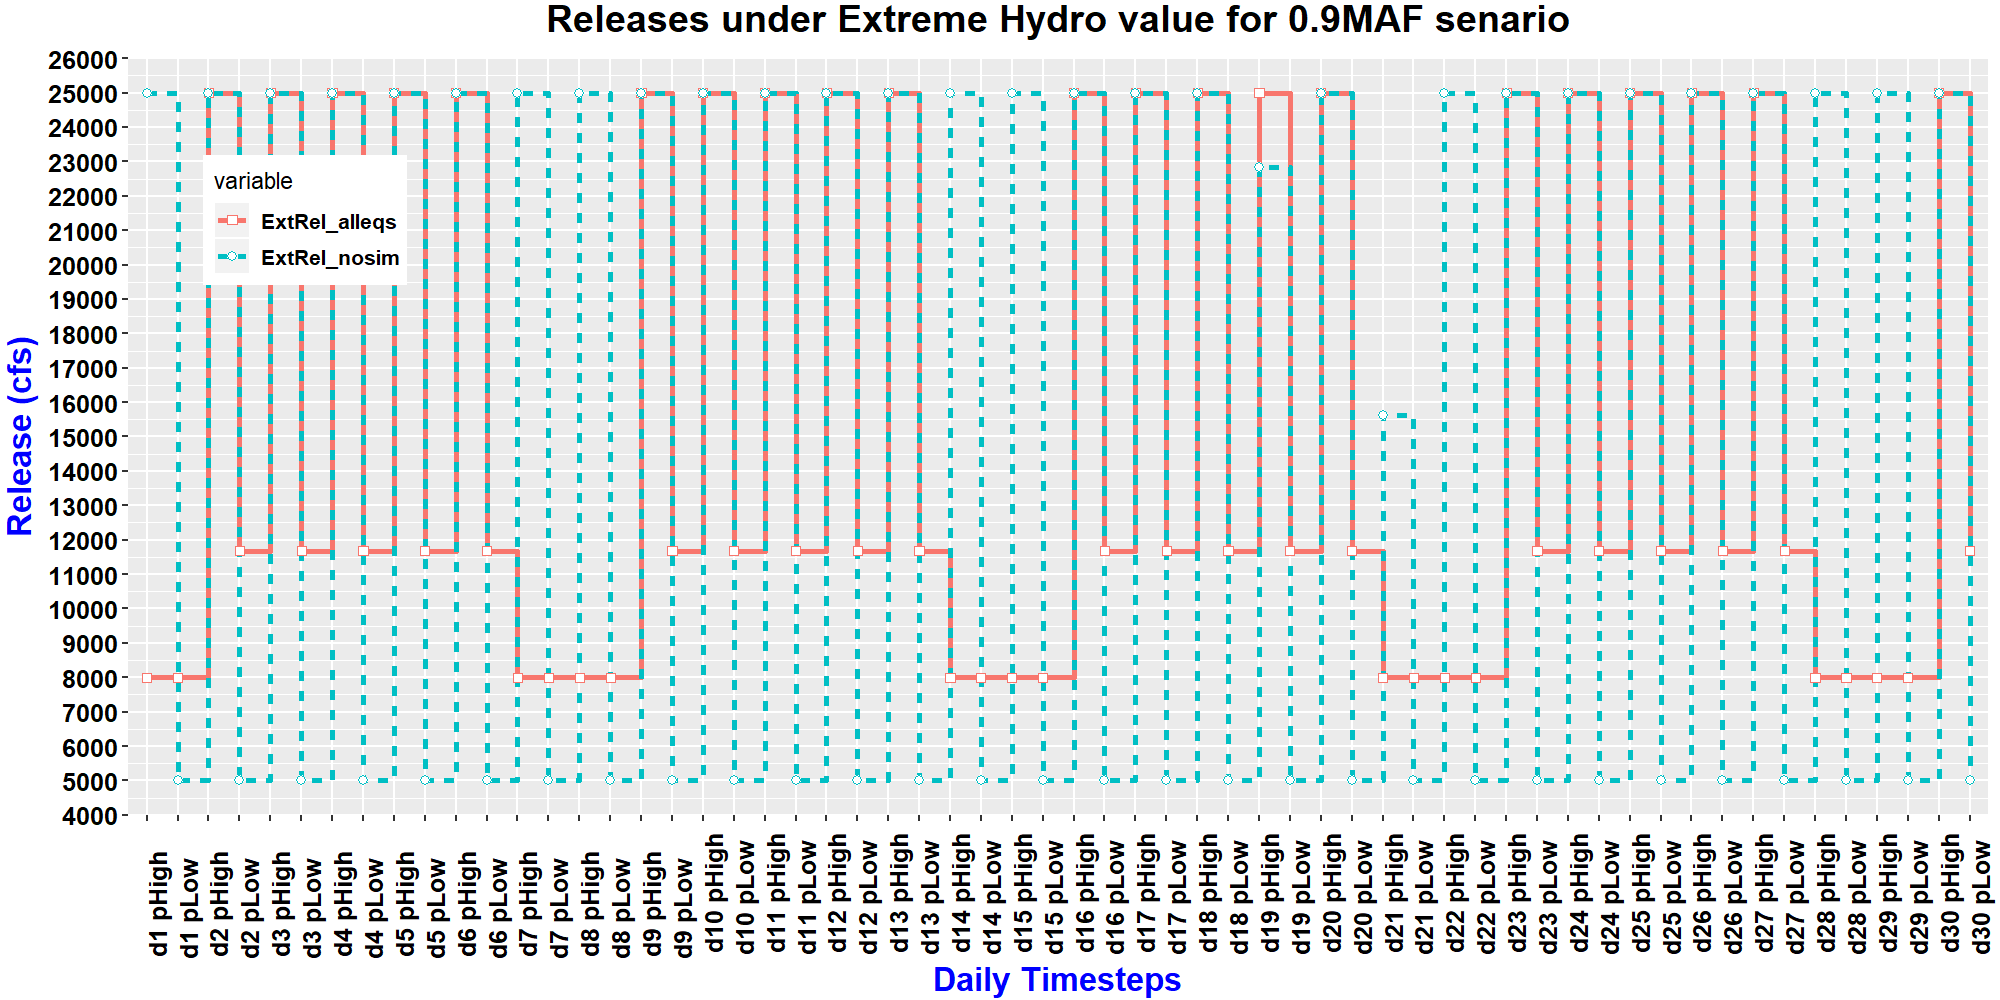 Releases under Extreme Hydro value for 0.9MAF senario
Release (cfs)
26000
25000
24000
23000
22000
21000
20000
19000
18000
17000
16000
15000
14000
13000
12000
11000
10000
9000
8000
7000
6000
5000
4000
variable
ExtRel_alleqs
ExtRel_nosim
d1 pHigh
d1 pLow
d2 pHigh
d2 pLow
d3 pHigh
d3 pLow
d4 pHigh
d4 pLow
d5 pHigh
d5 pLow
d6 pHigh
d6 pLow
d7 pHigh
d7 pLow
d8 pHigh
d8 pLow
d9 pHigh
d9 pLow
d10 pHigh
d10 pLow
d11 pHigh
d11 pLow
d12 pHigh
d12 pLow
d13 pHigh
d13 pLow
d14 pHigh
d14 pLow
d15 pHigh
d15 pLow
d16 pHigh
d16 pLow
d17 pHigh
d17 pLow
d18 pHigh
d18 pLow
d19 pHigh
d19 pLow
d20 pHigh
d20 pLow
d21 pHigh
d21 pLow
d22 pHigh
d22 pLow
d23 pHigh
d23 pLow
d24 pHigh
d24 pLow
d25 pHigh
d25 pLow
d26 pHigh
d26 pLow
d27 pHigh
d27 pLow
d28 pHigh
d28 pLow
d29 pHigh
d29 pLow
d30 pHigh
d30 pLow
Daily Timesteps